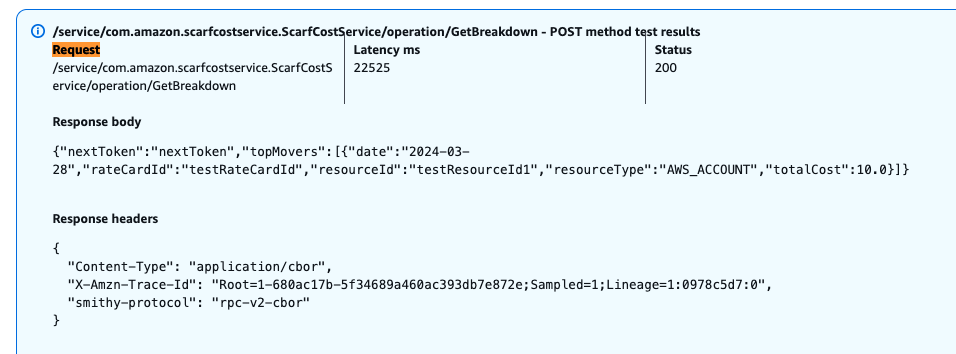 /service/com.amazon.scarfcostservice.ScarfCostService/operation/GetBreakdown - POST method test results
Request
/service/com.amazon.scarfcostservice.ScarfCostS
ervice/operation/GetBreakdown
Latency ms
22525
Status
200
Response body
{"nextToken":"nextToken","topMovers":[{"date":"2024-03-
28","rateCardId":"testRateCardId","resourceId":"testResourceId1","resourceType":"AWS_ACCOUNT","totalCost":10.0}]}
Response headers
{
"Content-Type": "application/cbor",
"X-Amzn-Trace-Id": "Root=1-680ac17b-5f34689a460ac393db7e872e;Sampled=1;Lineage=1:0978c5d7:0",
"smithy-protocol": "rpc-v2-cbor"
}